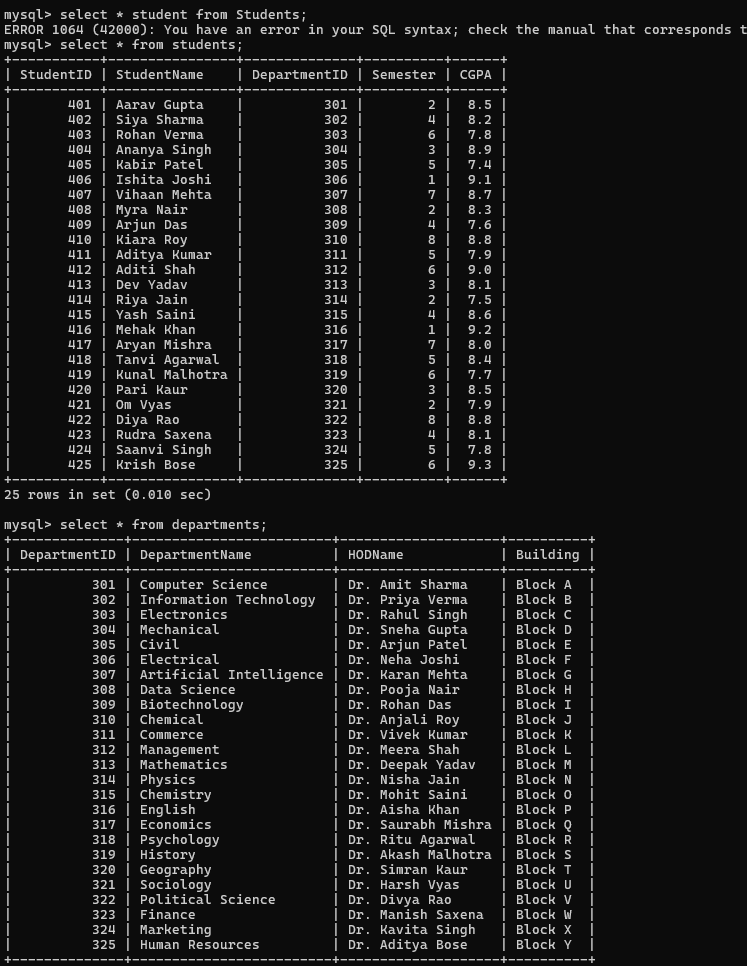 mysql> select * student from Students;
ERROR 1064 (42000): You have an error in your SQL syntax; check the manual that corresponds t
mysql> select * from students;
+-----------+----------------+--------------+----------+------+
| StudentID | StudentName    | DepartmentID | Semester | CGPA |
+-----------+----------------+--------------+----------+------+
|       401 | Aarav Gupta    |          301 |        2 |  8.5 |
|       402 | Siya Sharma    |          302 |        4 |  8.2 |
|       403 | Rohan Verma    |          303 |        6 |  7.8 |
|       404 | Ananya Singh   |          304 |        3 |  8.9 |
|       405 | Kabir Patel    |          305 |        5 |  7.4 |
|       406 | Ishita Joshi   |          306 |        1 |  9.1 |
|       407 | Vihaan Mehta   |          307 |        7 |  8.7 |
|       408 | Myra Nair      |          308 |        2 |  8.3 |
|       409 | Arjun Das      |          309 |        4 |  7.6 |
|       410 | Kiara Roy      |          310 |        8 |  8.8 |
|       411 | Aditya Kumar   |          311 |        5 |  7.9 |
|       412 | Aditi Shah     |          312 |        6 |  9.0 |
|       413 | Dev Yadav      |          313 |        3 |  8.1 |
|       414 | Riya Jain      |          314 |        2 |  7.5 |
|       415 | Yash Saini     |          315 |        4 |  8.6 |
|       416 | Mehak Khan     |          316 |        1 |  9.2 |
|       417 | Aryan Mishra   |          317 |        7 |  8.0 |
|       418 | Tanvi Agarwal  |          318 |        5 |  8.4 |
|       419 | Kunal Malhotra |          319 |        6 |  7.7 |
|       420 | Pari Kaur      |          320 |        3 |  8.5 |
|       421 | Om Vyas        |          321 |        2 |  7.9 |
|       422 | Diya Rao       |          322 |        8 |  8.8 |
|       423 | Rudra Saxena   |          323 |        4 |  8.1 |
|       424 | Saanvi Singh   |          324 |        5 |  7.8 |
|       425 | Krish Bose     |          325 |        6 |  9.3 |
+-----------+----------------+--------------+----------+------+
25 rows in set (0.010 sec)
mysql> select * from departments;
+--------------+-------------------------+--------------------+----------+
| DepartmentID | DepartmentName          | HODName            | Building |
+--------------+-------------------------+--------------------+----------+
|          301 | Computer Science        | Dr. Amit Sharma    | Block A  |
|          302 | Information Technology  | Dr. Priya Verma    | Block B  |
|          303 | Electronics             | Dr. Rahul Singh    | Block C  |
|          304 | Mechanical              | Dr. Sneha Gupta    | Block D  |
|          305 | Civil                   | Dr. Arjun Patel    | Block E  |
|          306 | Electrical              | Dr. Neha Joshi     | Block F  |
|          307 | Artificial Intelligence | Dr. Karan Mehta    | Block G  |
|          308 | Data Science            | Dr. Pooja Nair     | Block H  |
|          309 | Biotechnology           | Dr. Rohan Das      | Block I  |
|          310 | Chemical                | Dr. Anjali Roy     | Block J  |
|          311 | Commerce                | Dr. Vivek Kumar    | Block K  |
|          312 | Management              | Dr. Meera Shah     | Block L  |
|          313 | Mathematics             | Dr. Deepak Yadav   | Block M  |
|          314 | Physics                 | Dr. Nisha Jain     | Block N  |
|          315 | Chemistry               | Dr. Mohit Saini    | Block O  |
|          316 | English                 | Dr. Aisha Khan     | Block P  |
|          317 | Economics               | Dr. Saurabh Mishra | Block Q  |
|          318 | Psychology              | Dr. Ritu Agarwal   | Block R  |
|          319 | History                 | Dr. Akash Malhotra | Block S  |
|          320 | Geography               | Dr. Simran Kaur    | Block T  |
|          321 | Sociology               | Dr. Harsh Vyas     | Block U  |
|          322 | Political Science       | Dr. Divya Rao      | Block V  |
|          323 | Finance                 | Dr. Manish Saxena  | Block W  |
|          324 | Marketing               | Dr. Kavita Singh   | Block X  |
|          325 | Human Resources         | Dr. Aditya Bose    | Block Y  |
+--------------+-------------------------+--------------------+----------+